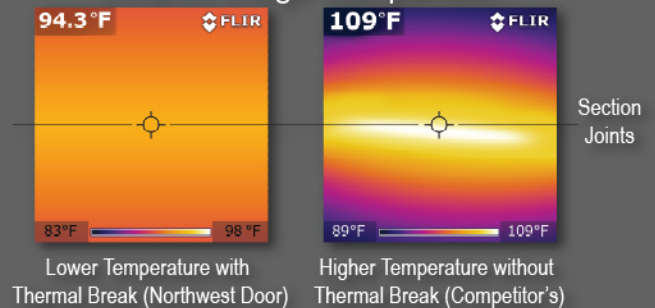 94.3°F
FLIR
109°F
FLIR
Section
Joints
83°F
98 °F
89°F
109°F
Lower Temperature with
Thermal Break (Northwest Door)
Higher Temperature without
Thermal Break (Competitor's)